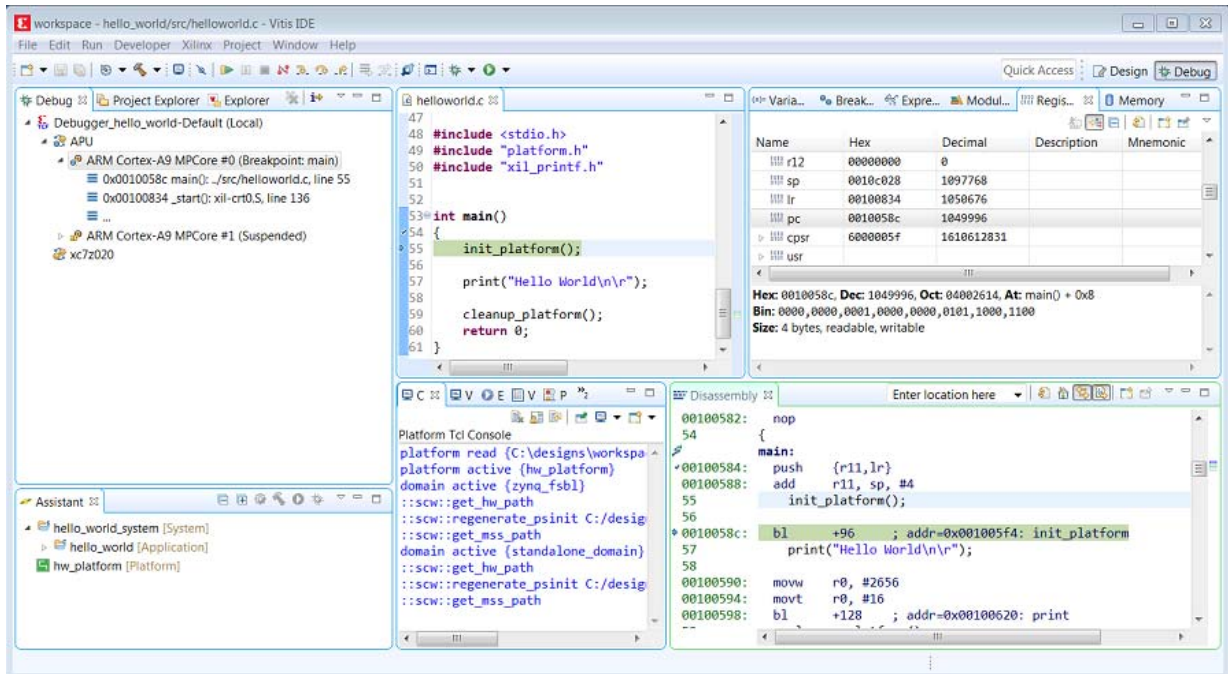 workspace - hello_world/src/helloworld.c - Vitis IDE
File Edit Run Developer Xilinx Project Window Help
Quick Access Design Debug
Debug Project Explorer Explorer
Debugger_hello_world-Default (Local)
APU
ARM Cortex-A9 MPCore #0 (Breakpoint: main)
0x0010058c main(): ../src/helloworld.c, line 55
0x00100834 _start(): xil-crt0.S, line 136
...
ARM Cortex-A9 MPCore #1 (Suspended)
xc7z020
Assistant
hello_world_system [System]
hello_world [Application]
hw_platform [Platform]
helloworld.c
47
48 #include <stdio.h>
49 #include "platform.h"
50 #include "xil_printf.h"
51
52
53 int main()
54 {
55 init_platform();
56
57 print("Hello World\n\r");
58
59 cleanup_platform();
60 return 0;
61 }
C V E V P »2
Platform Tcl Console
platform read {C:\designs\workspa
platform active {hw_platform}
domain active {zynq_fsbl}
::scw::get_hw_path
::scw::regenerate_psinit C:/desig
::scw::get_mss_path
domain active {standalone_domain}
::scw::get_hw_path
::scw::regenerate_psinit C:/desig
::scw::get_mss_path
(x)= Varia... Break... Expre... Modul... Regis... Memory
Name Hex Decimal Description Mnemonic
r12 00000000 0
sp 0010c028 1097768
lr 00100834 1050676
pc 0010058c 1049996
cpsr 6000005f 1610612831
usr
Hex: 0010058c, Dec: 1049996, Oct: 04002614, At: main() + 0x8
Bin: 0000,0000,0001,0000,0000,0101,1000,1100
Size: 4 bytes, readable, writable
Disassembly Enter location here
00100582: nop
54 {
main:
00100584: push {r11,lr}
00100588: add r11, sp, #4
55 init_platform();
56
0010058c: bl +96 ; addr=0x001005f4: init_platform
57 print("Hello World\n\r");
58
00100590: movw r0, #2656
00100594: movt r0, #16
00100598: bl +128 ; addr=0x00100620: print